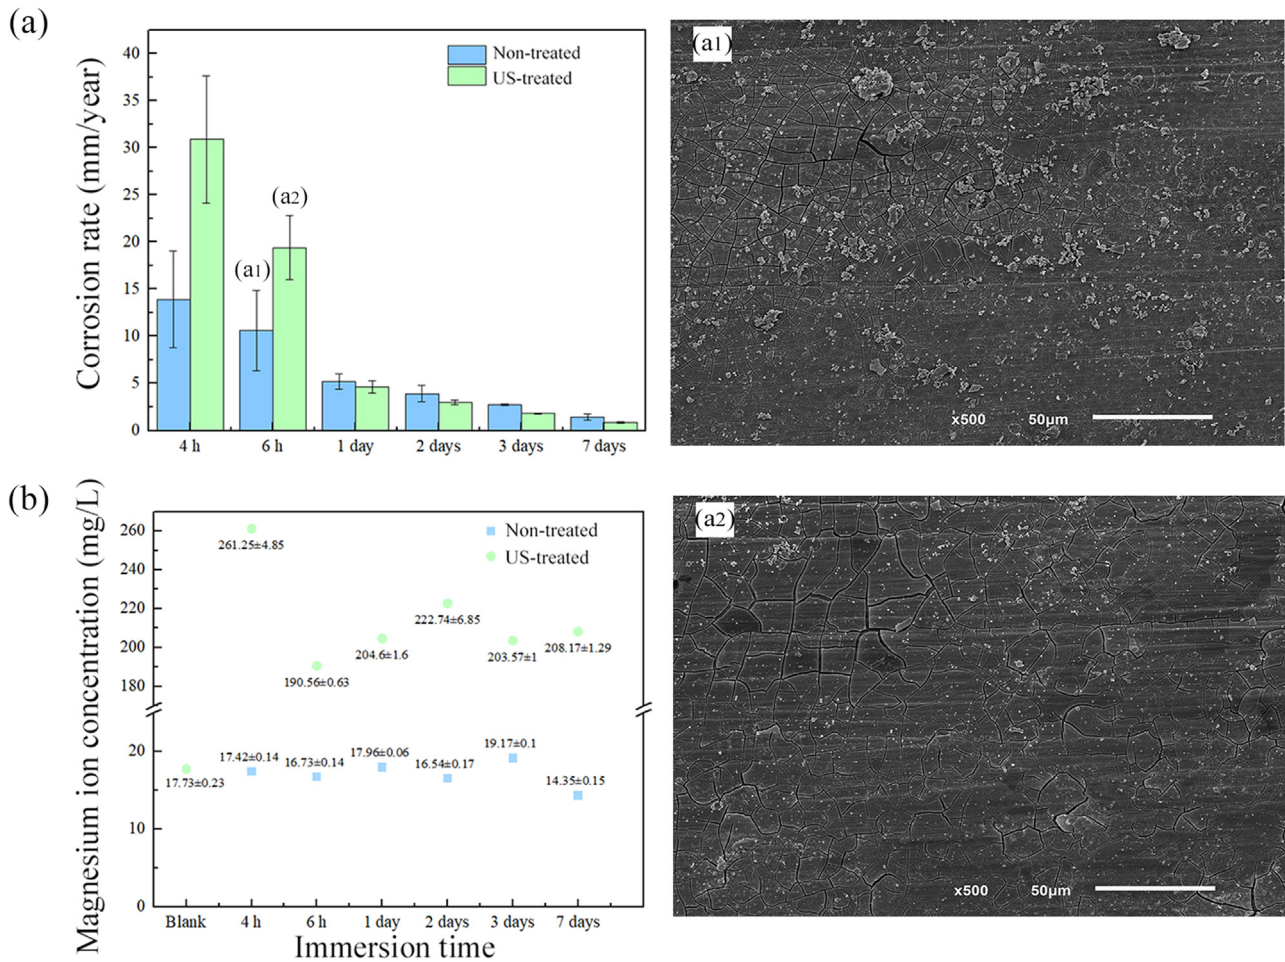 (a)
Corrosion rate (mm/year)
40
35
30
25
20
15
10
5
0
Non-treated
US-treated
(a1)
(a2)
4 h 6 h 1 day 2 days 3 days 7 days
(a1)
x500 50µm
(b)
Magnesium ion concentration (mg/L)
260
240
220
200
180
20
10
0
Non-treated
US-treated
261.25±4.85
190.56±0.63
204.6±1.6
222.74±6.85
203.57±1
208.17±1.29
17.73±0.23
17.42±0.14
16.73±0.14
17.96±0.06
16.54±0.17
19.17±0.1
14.35±0.15
Blank 4 h 6 h 1 day 2 days 3 days 7 days
Immersion time
(a2)
x500 50µm